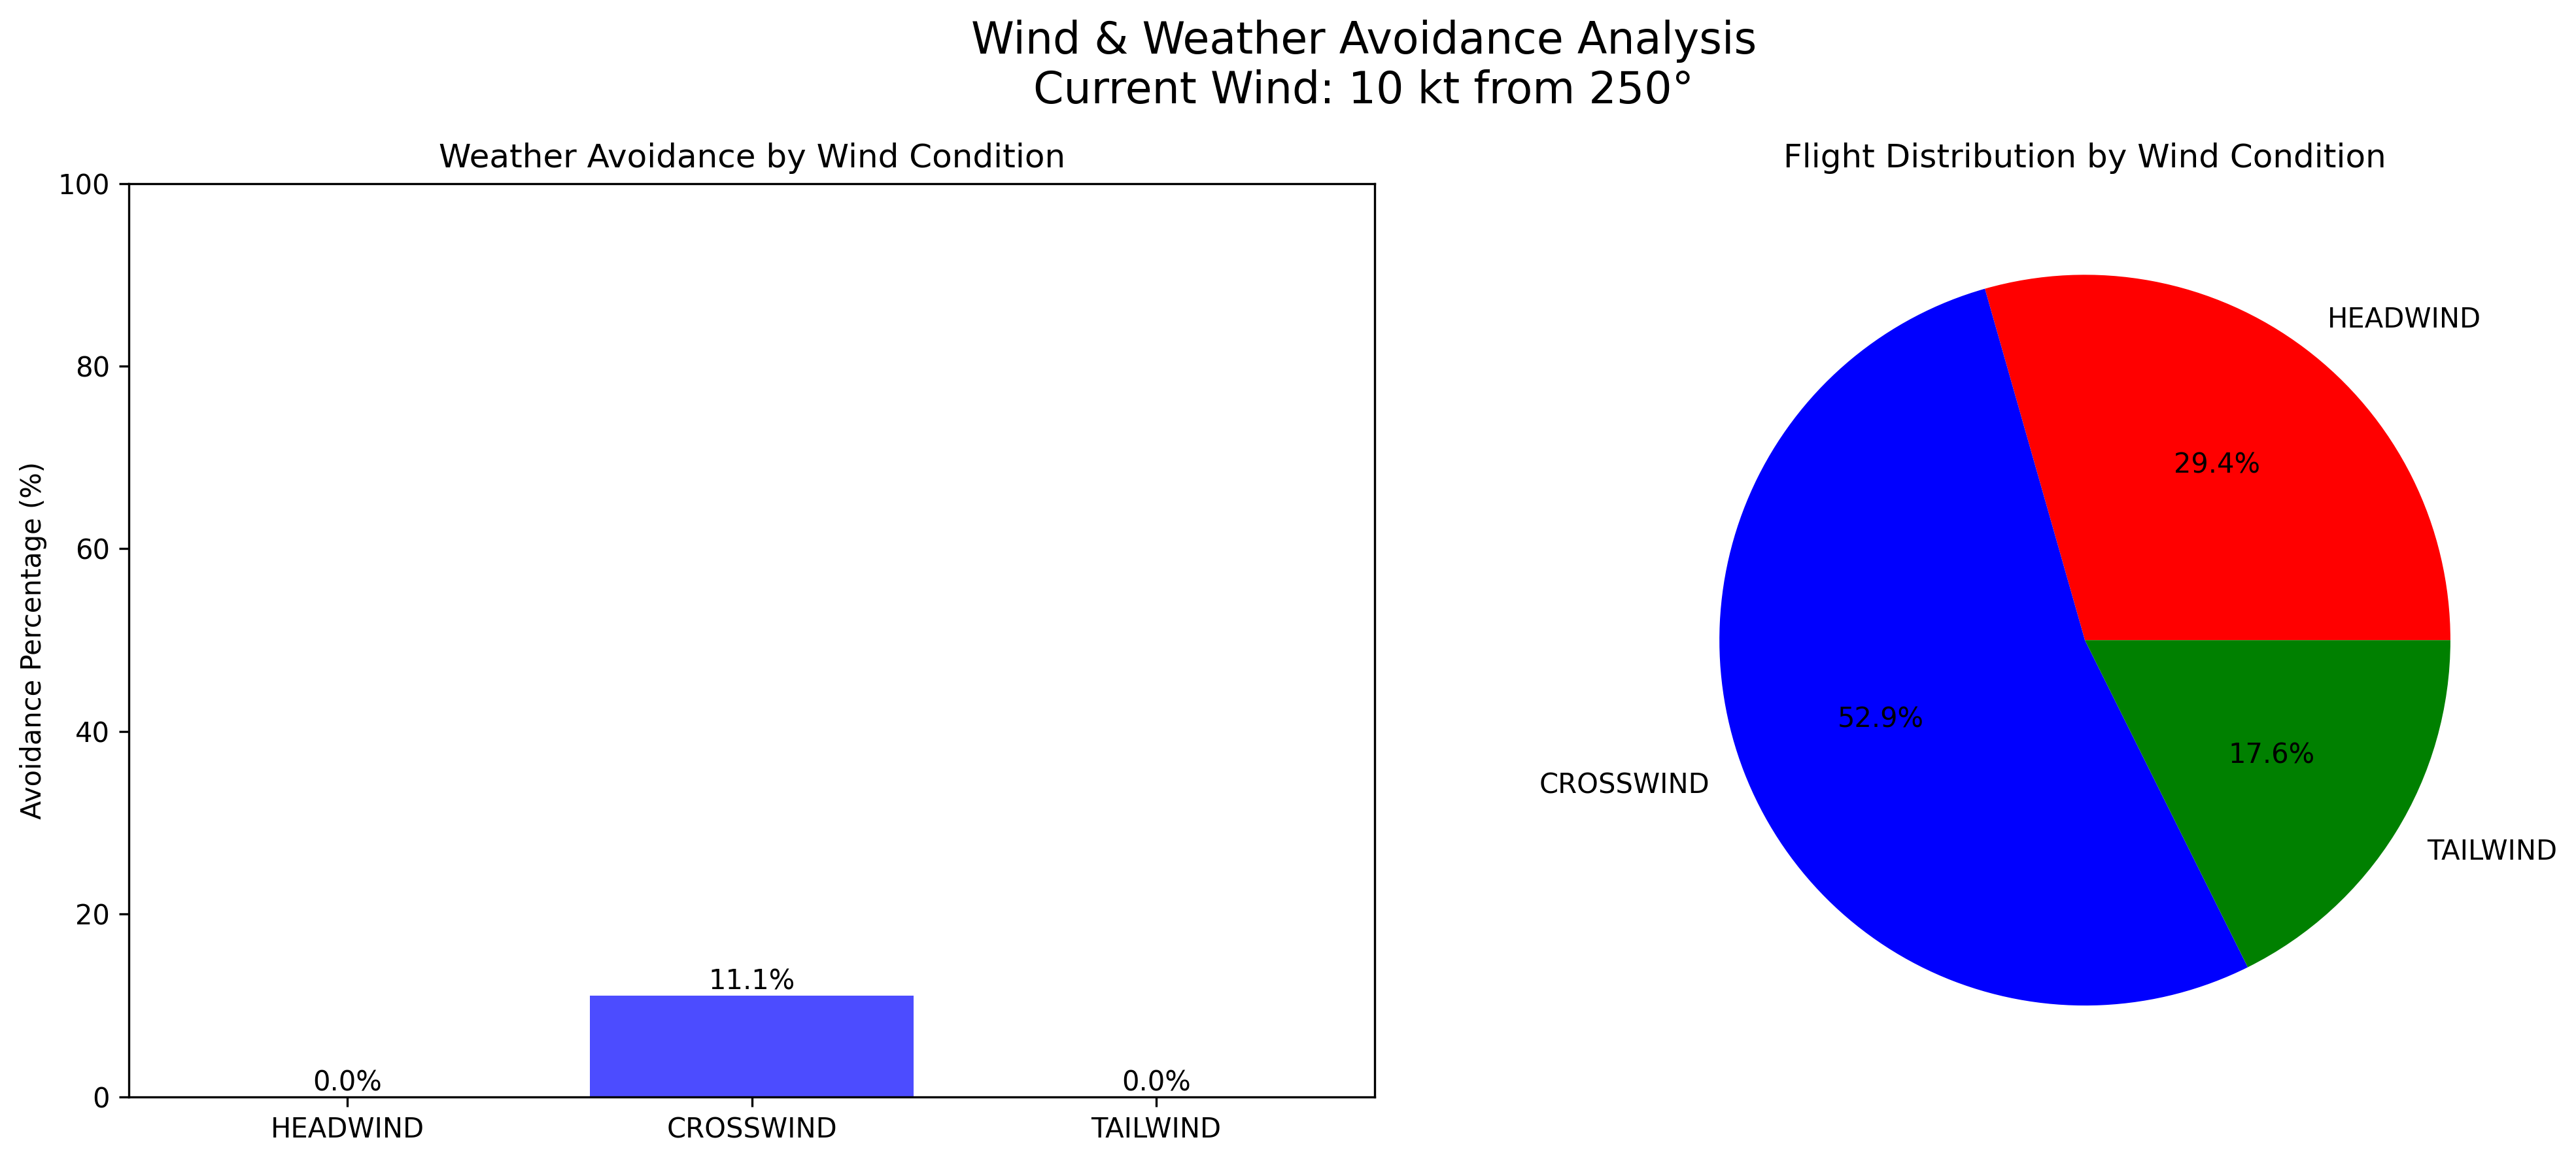 Wind & Weather Avoidance Analysis
Current Wind: 10 kt from 250°
Weather Avoidance by Wind Condition
Avoidance Percentage (%)
100
80
60
40
20
0
0.0%
11.1%
0.0%
HEADWIND
CROSSWIND
TAILWIND
Flight Distribution by Wind Condition
HEADWIND
29.4%
52.9%
CROSSWIND
17.6%
TAILWIND